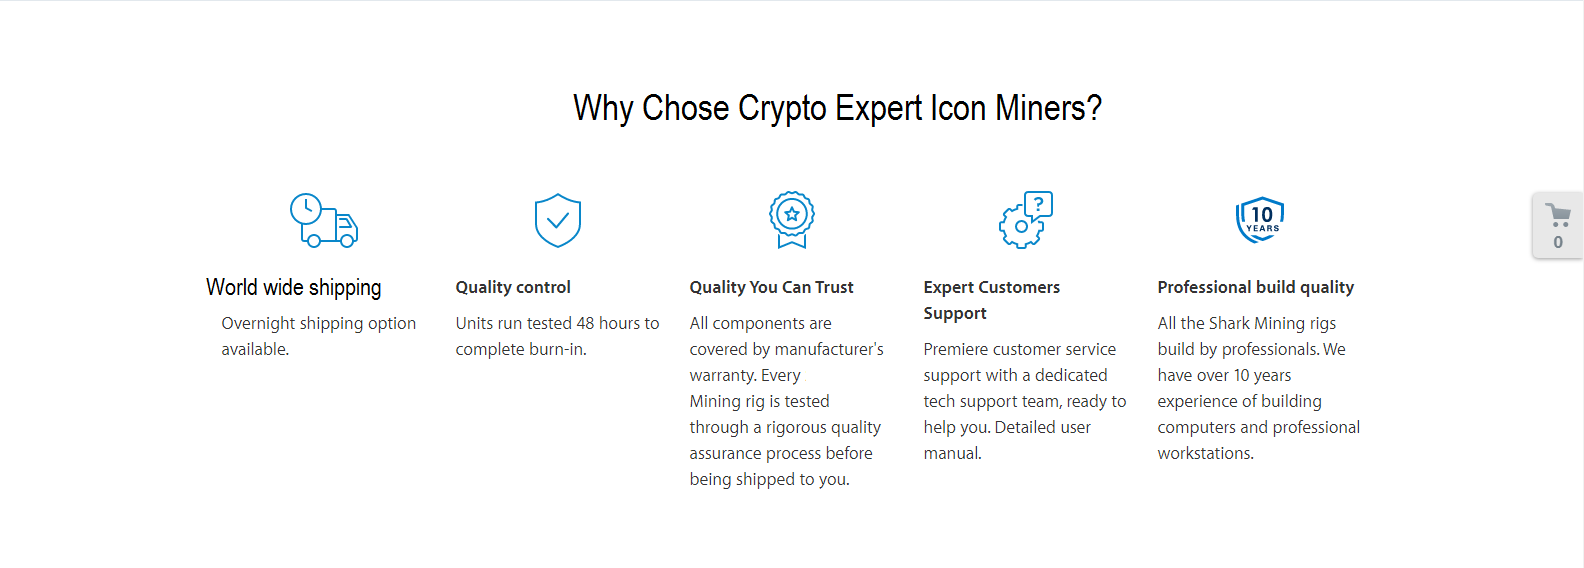 Why Chose Crypto Expert Icon Miners?
?
10
YEARS
0
World wide shipping
Overnight shipping option
available.
Quality control
Units run tested 48 hours to
complete burn-in.
Quality You Can Trust
All components are
covered by manufacturer's
warranty. Every
Mining rig is tested
through a rigorous quality
assurance process before
being shipped to you.
Expert Customers
Support
Premiere customer service
support with a dedicated
tech support team, ready to
help you. Detailed user
manual.
Professional build quality
All the Shark Mining rigs
build by professionals. We
have over 10 years
experience of building
computers and professional
workstations.